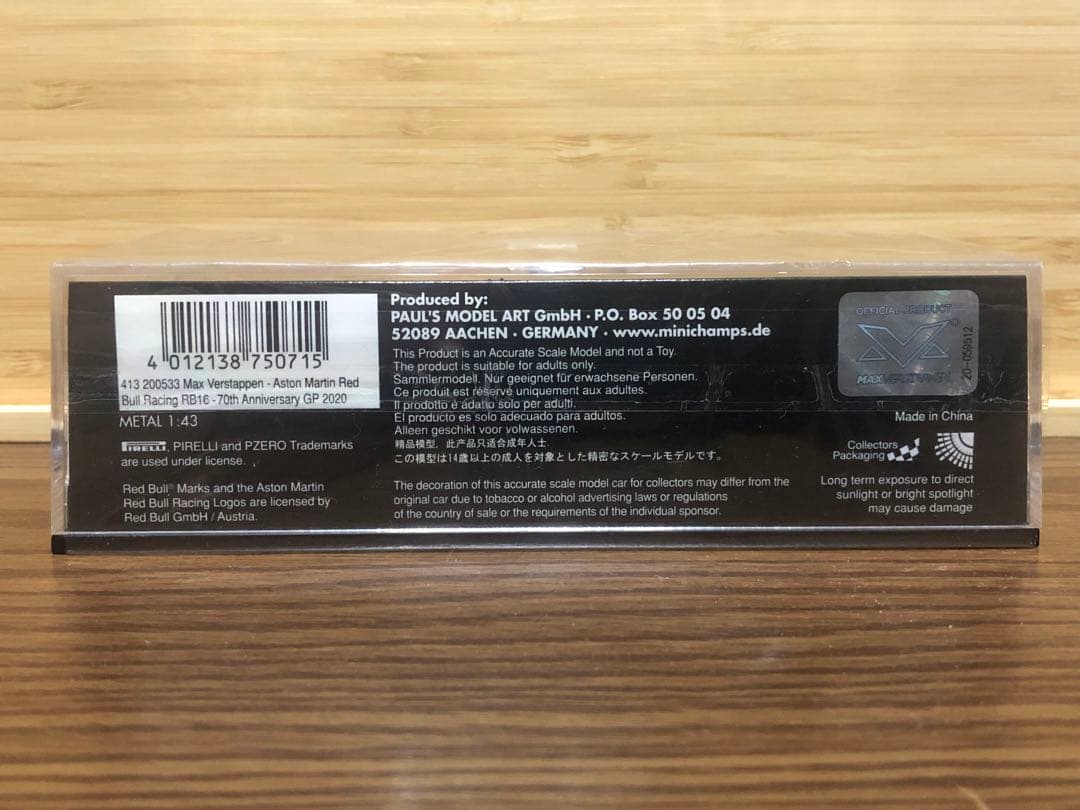 4 012138 750715
413 200533 Max Verstappen - Aston Martin Red
Bull Racing RB16 - 70th Anniversary GP 2020
METAL 1:43
PIRELLI, PIRELLI and PZERO Trademarks
are used under license.
Red Bull® Marks and the Aston Martin
Red Bull Racing Logos are licensed by
Red Bull GmbH / Austria.
Produced by:
PAUL'S MODEL ART GmbH · P.O. Box 50 05 04
52089 AACHEN · GERMANY · www.minichamps.de
This Product is an Accurate Scale Model and not a Toy.
The product is suitable for adults only.
Sammlermodell. Nur geeignet für erwachsene Personen.
Ce produit est réservé uniquement aux adultes.
Il prodotto è adatto solo per adulti.
El producto es solo adecuado para adultos.
Alleen geschikt voor volwassenen.
精品模型，此产品只适合成年人士.
この模型は14歳以上の成人を対象とした精密なスケールモデルです。
The decoration of this accurate scale model car for collectors may differ from the
original car due to tobacco or alcohol advertising laws or regulations
of the country of sale or the requirements of the individual sponsor.
OFFICIAL PRODUCT
MAXVERSTAPPEN
20-059512
Made in China
Collectors
Packaging
Long term exposure to direct
sunlight or bright spotlight
may cause damage